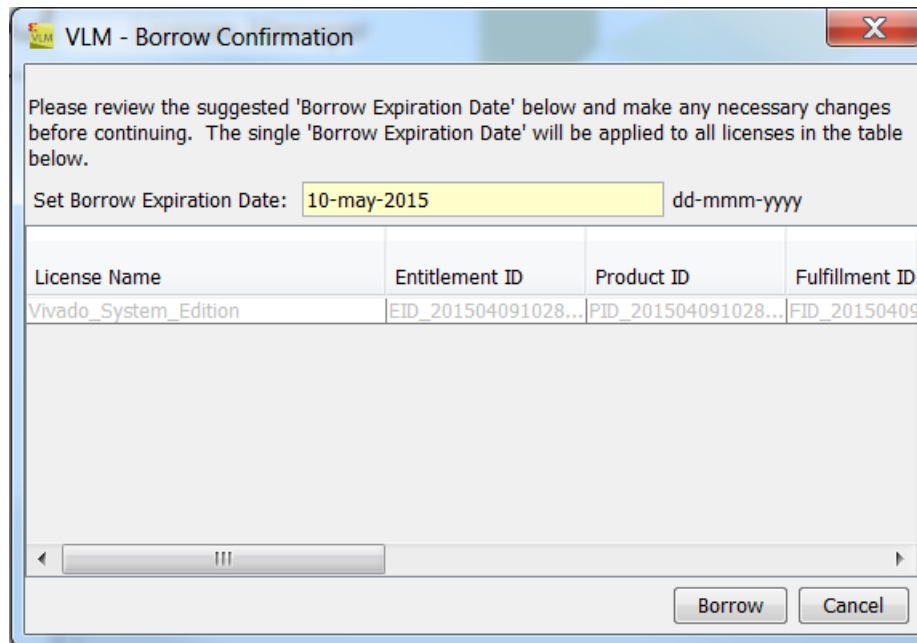 VLM - Borrow Confirmation
Please review the suggested 'Borrow Expiration Date' below and make any necessary changes
before continuing. The single 'Borrow Expiration Date' will be applied to all licenses in the table
below.
Set Borrow Expiration Date: 10-may-2015 dd-mmm-yyyy
License Name Entitlement ID Product ID Fulfillment ID
Vivado_System_Edition EID_201504091028... PID_201504091028... FID_20150409
Borrow Cancel